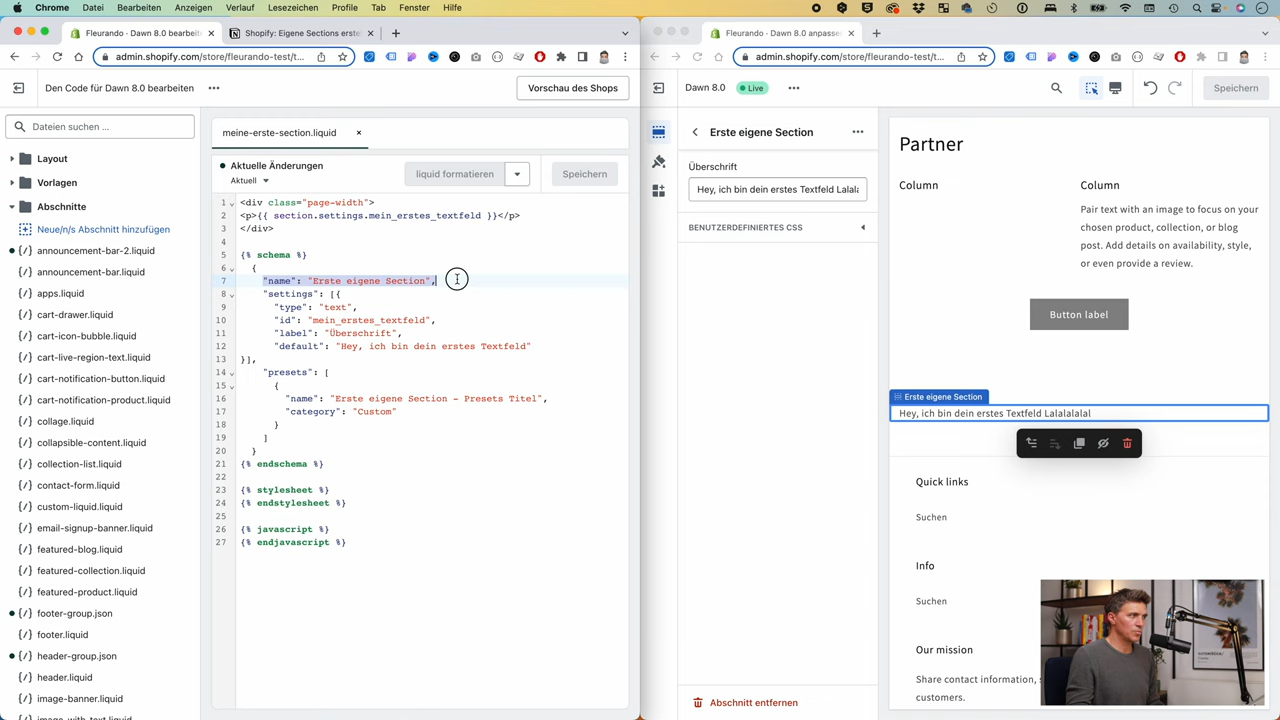 Chrome Datei Bearbeiten Anzeigen Verlauf Lesezeichen Profile Tab Fenster Hilfe
Fleurando - Dawn 8.0 bearbeit
Shopify: Eigene Sections erste
admin.shopify.com/store/fleurando-test/t...
Den Code für Dawn 8.0 bearbeiten
Vorschau des Shops
Dateien suchen ...
Layout
Vorlagen
Abschnitte
Neue/n/s Abschnitt hinzufügen
announcement-bar-2.liquid
announcement-bar.liquid
apps.liquid
cart-drawer.liquid
cart-icon-bubble.liquid
cart-live-region-text.liquid
cart-notification-button.liquid
cart-notification-product.liquid
collage.liquid
collapsible-content.liquid
collection-list.liquid
contact-form.liquid
custom-liquid.liquid
email-signup-banner.liquid
featured-blog.liquid
featured-collection.liquid
featured-product.liquid
footer-group.json
footer.liquid
header-group.json
header.liquid
image-banner.liquid
image-with-text.liquid
meine-erste-section.liquid
Aktuelle Änderungen
Aktuell
liquid formatieren
Speichern
1 <div class="page-width">
2 <p>{{ section.settings.mein_erstes_textfeld }}</p>
3 </div>
4
5 {% schema %}
6 {
7 "name": "Erste eigene Section",
8 "settings": [{
9 "type": "text",
10 "id": "mein_erstes_textfeld",
11 "label": "Überschrift",
12 "default": "Hey, ich bin dein erstes Textfeld"
13 }],
14 "presets": [
15 {
16 "name": "Erste eigene Section - Presets Titel",
17 "category": "Custom"
18 }
19 ]
20 }
21 {% endschema %}
22
23 {% stylesheet %}
24 {% endstylesheet %}
25
26 {% javascript %}
27 {% endjavascript %}
Fleurando - Dawn 8.0 anpasse
admin.shopify.com/store/fleurando-test/t...
Dawn 8.0
Live
Speichern
Erste eigene Section
Überschrift
Hey, ich bin dein erstes Textfeld Lalala
BENUTZERDEFINIERTES CSS
Abschnitt entfernen
Partner
Column
Column
Pair text with an image to focus on your
chosen product, collection, or blog
post. Add details on availability, style,
or even provide a review.
Button label
Erste eigene Section
Hey, ich bin dein erstes Textfeld Lalalalalal
Quick links
Suchen
Info
Suchen
Our mission
Share contact information,
customers.